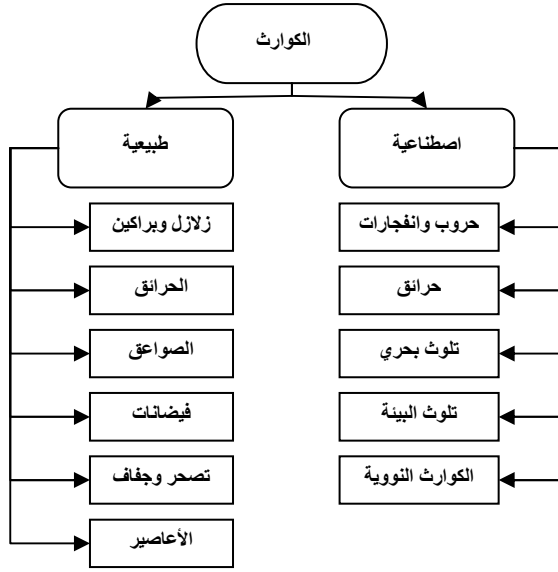 الكوارث
اصطناعية
حروب وانفجارات
حرائق
تلوث بحري
تلوث البيئة
الكوارث النووية
طبيعية
زلازل وبراكين
الحرائق
الصواعق
فيضانات
تصحر وجفاف
الأعاصير